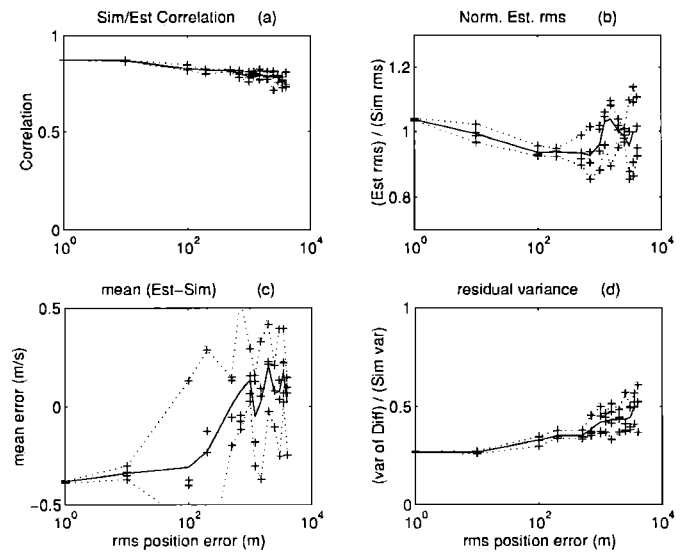 Sim/Est Correlation (a)
Correlation
1
0.5
0
10^0
10^2
10^4
Norm. Est. rms (b)
(Est rms) / (Sim rms)
1.2
1
0.8
10^0
10^2
10^4
mean (Est-Sim) (c)
mean error (m/s)
0.5
0
-0.5
10^0
10^2
10^4
rms position error (m)
residual variance (d)
(var of Diff) / (Sim var)
1
0.5
0
10^0
10^2
10^4
rms position error (m)